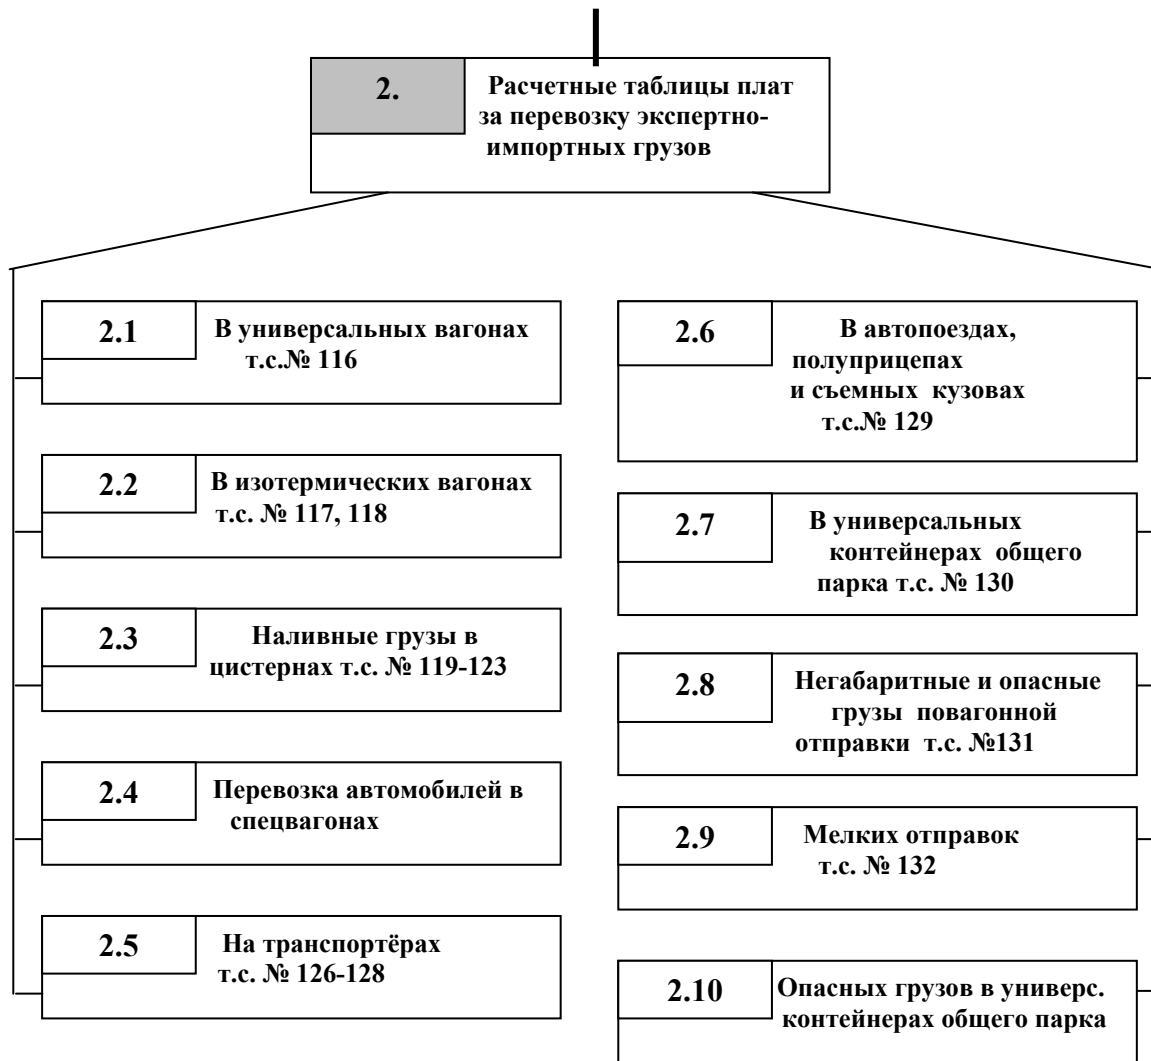 2.
Расчетные таблицы плат
за перевозку экспертно-
импортных грузов
2.1
В универсальных вагонах
т.с.№ 116
2.2
В изотермических вагонах
т.с. № 117, 118
2.3
Наливные грузы в
цистернах т.с. № 119-123
2.4
Перевозка автомобилей в
спецвагонах
2.5
На транспортёрах
т.с. № 126-128
2.6
В автопоездах,
полуприцепах
и съемных кузовах
т.с.№ 129
2.7
В универсальных
контейнерах общего
парка т.с. № 130
2.8
Негабаритные и опасные
грузы повагонной
отправки т.с. №131
2.9
Мелких отправок
т.с. № 132
2.10
Опасных грузов в универс.
контейнерах общего парка